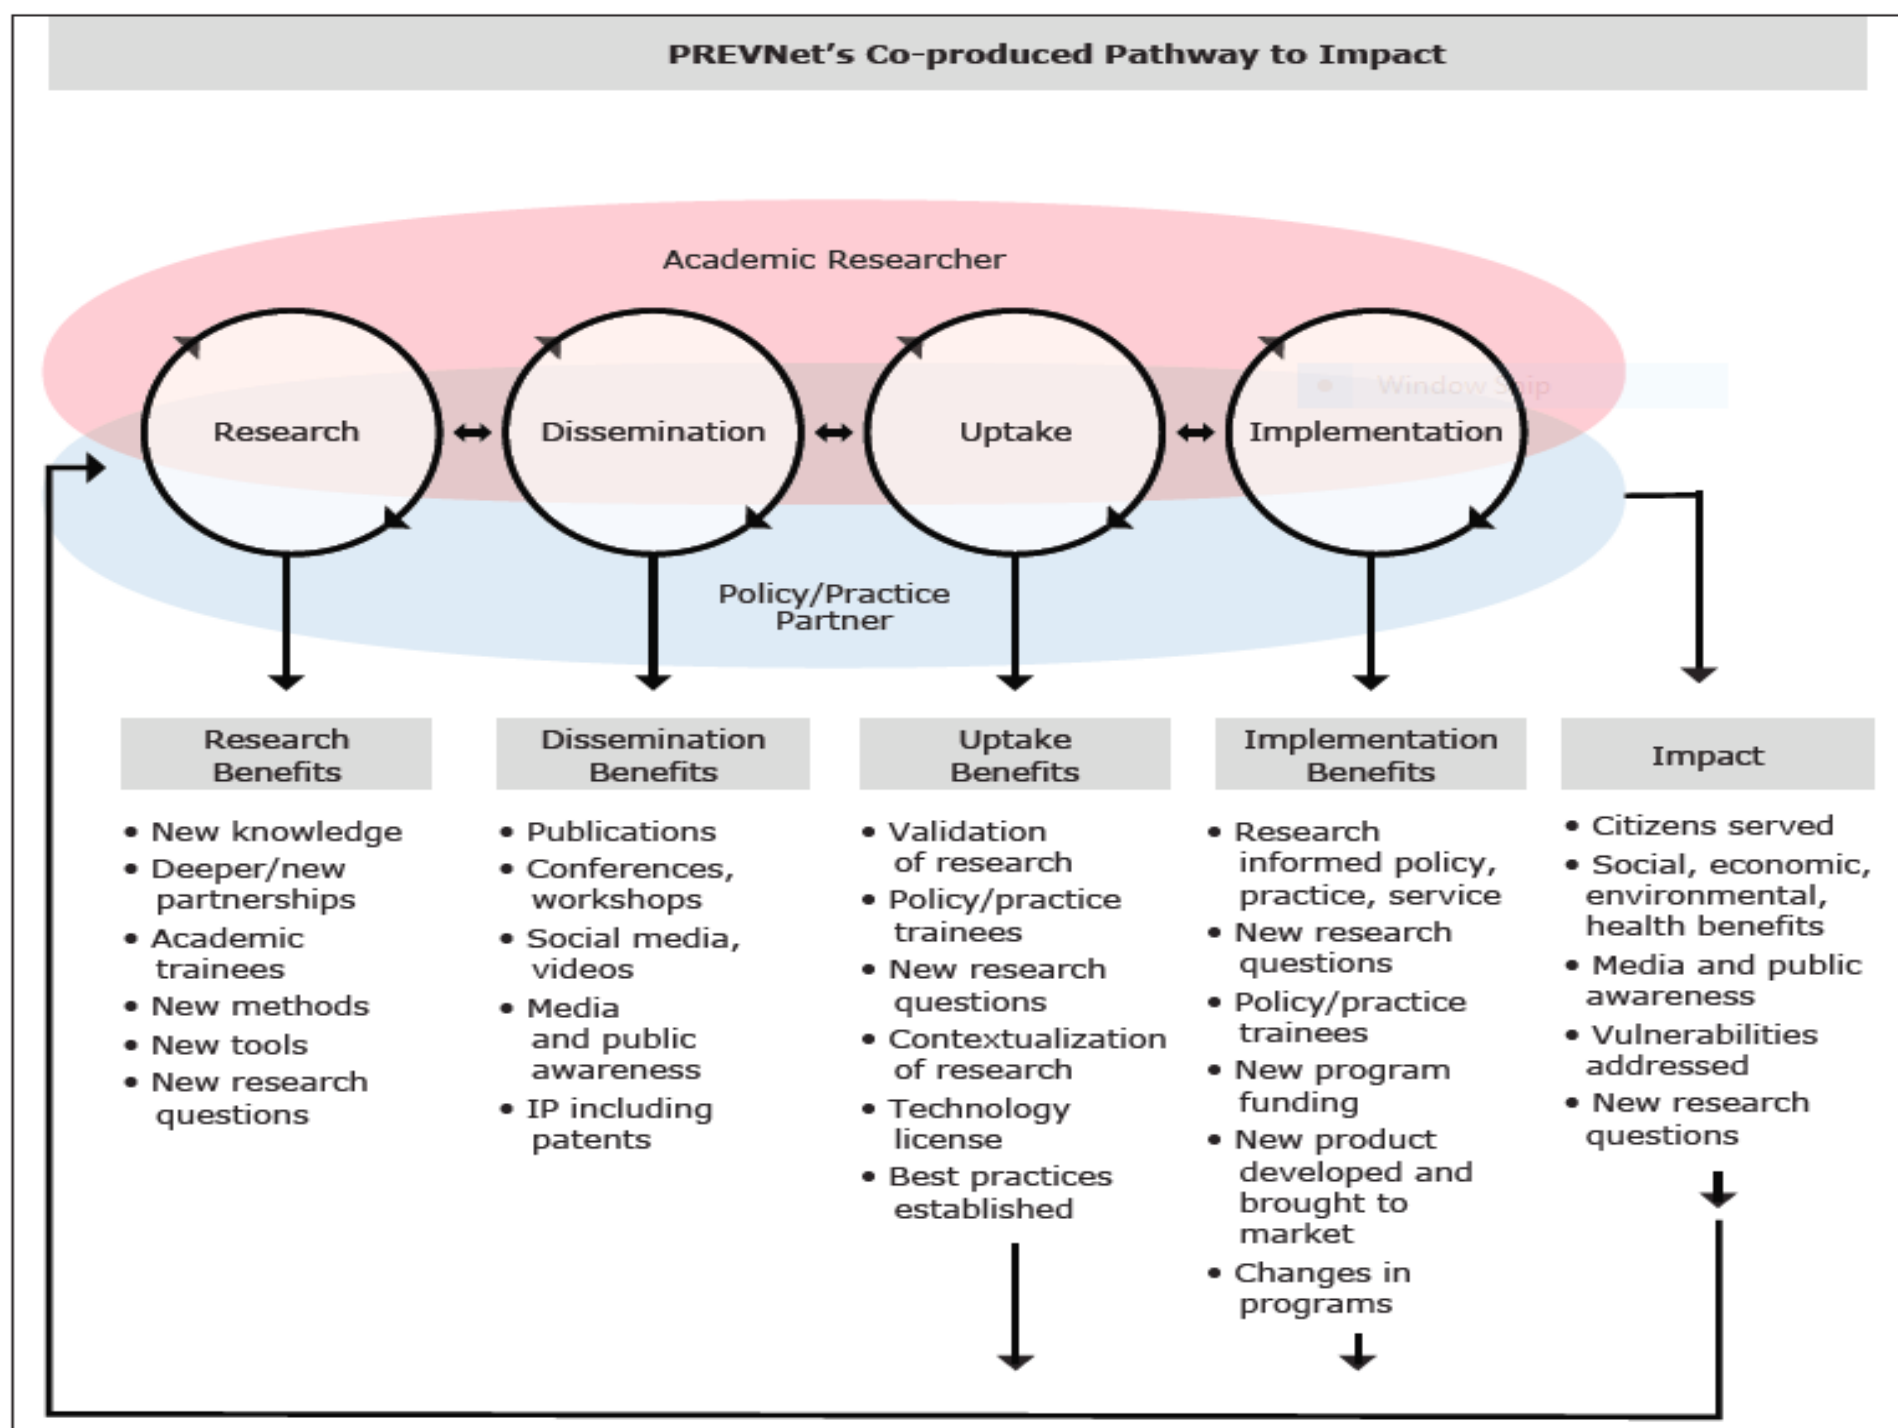 PREVNet's Co-produced Pathway to Impact
Academic Researcher
Window Snip
Research
Dissemination
Uptake
Implementation
Policy/Practice
Partner
Research
Benefits
• New knowledge
• Deeper/new
partnerships
• Academic
trainees
• New methods
• New tools
• New research
questions
Dissemination
Benefits
• Publications
• Conferences,
workshops
• Social media,
videos
• Media
and public
awareness
• IP including
patents
Uptake
Benefits
• Validation
of research
• Policy/practice
trainees
• New research
questions
• Contextualization
of research
• Technology
license
• Best practices
established
Implementation
Benefits
• Research
informed policy,
practice, service
• New research
questions
• Policy/practice
trainees
• New program
funding
• New product
developed and
brought to
market
• Changes in
programs
Impact
• Citizens served
• Social, economic,
environmental,
health benefits
• Media and public
awareness
• Vulnerabilities
addressed
• New research
questions